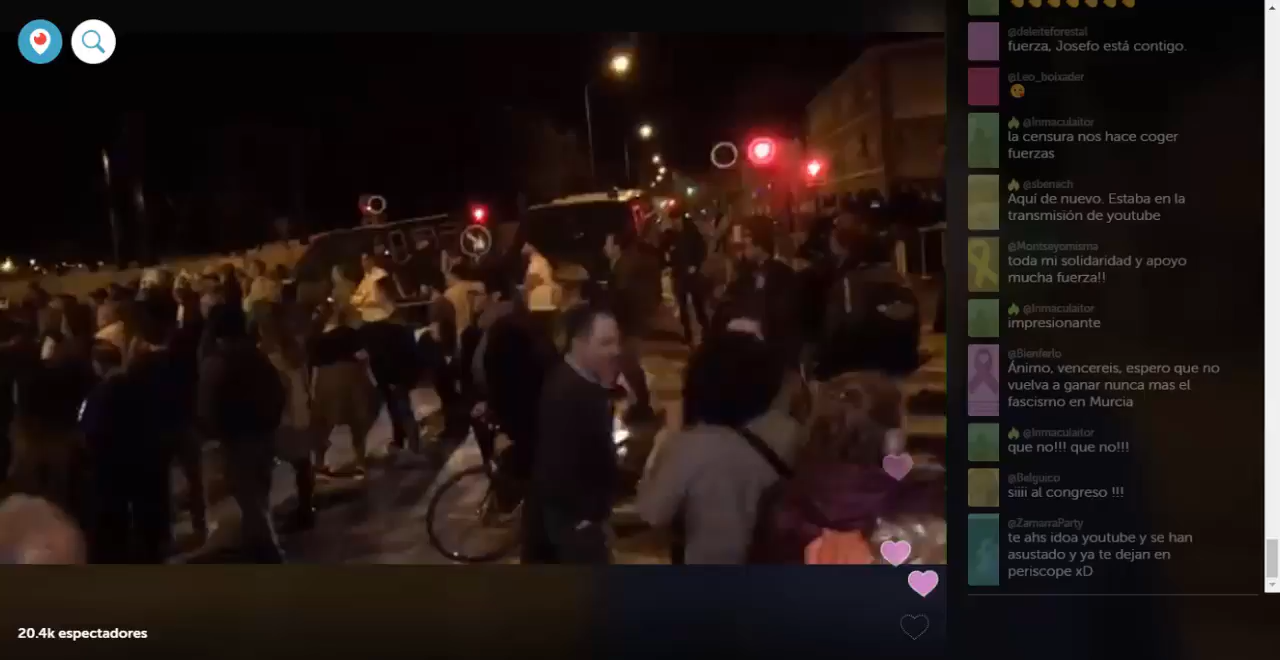 @deleiteforestal
fuerza, Josefo está contigo.
@Leo_boixader
@Inmaculaitor
la censura nos hace coger
fuerzas
@sbenach
Aquí de nuevo. Estaba en la
transmisión de youtube
@Montseyomisma
toda mi solidaridad y apoyo
mucha fuerza!!
@Inmaculaitor
impresionante
@Bienferlo
Ánimo, vencereis, espero que no
vuelva a ganar nunca mas el
fascismo en Murcia
@Inmaculaitor
que no!!! que no!!!
@Belguico
siiii al congreso !!!
@ZamarraParty
te ahs idoa youtube y se han
asustado y ya te dejan en
periscope xD
20.4k espectadores